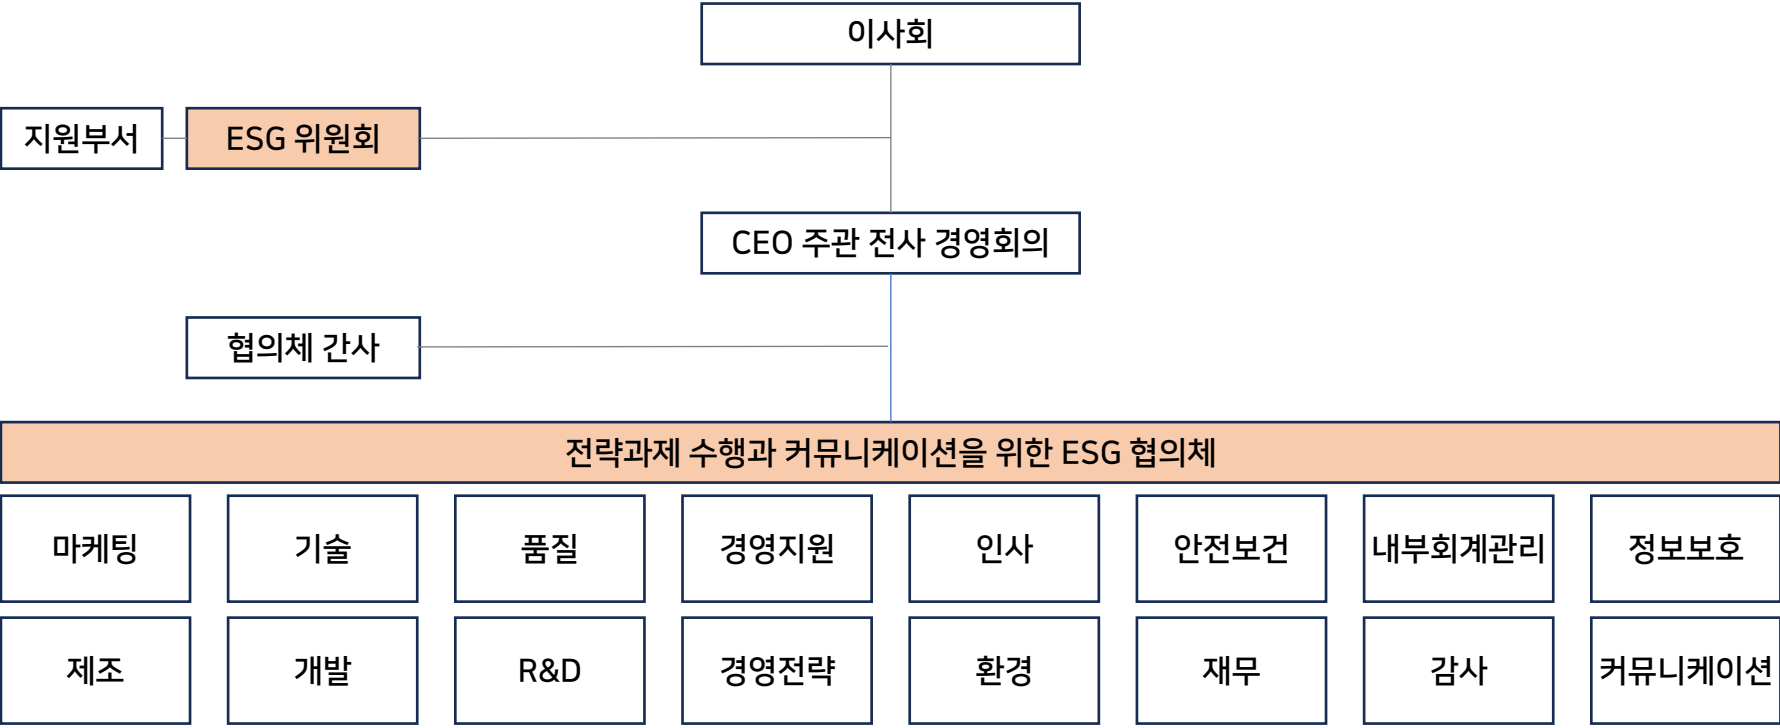 이사회
지원부서
ESG 위원회
CEO 주관 전사 경영회의
협의체 간사
전략과제 수행과 커뮤니케이션을 위한 ESG 협의체
마케팅
기술
품질
경영지원
인사
안전보건
내부회계관리
정보보호
제조
개발
R&D
경영전략
환경
재무
감사
커뮤니케이션